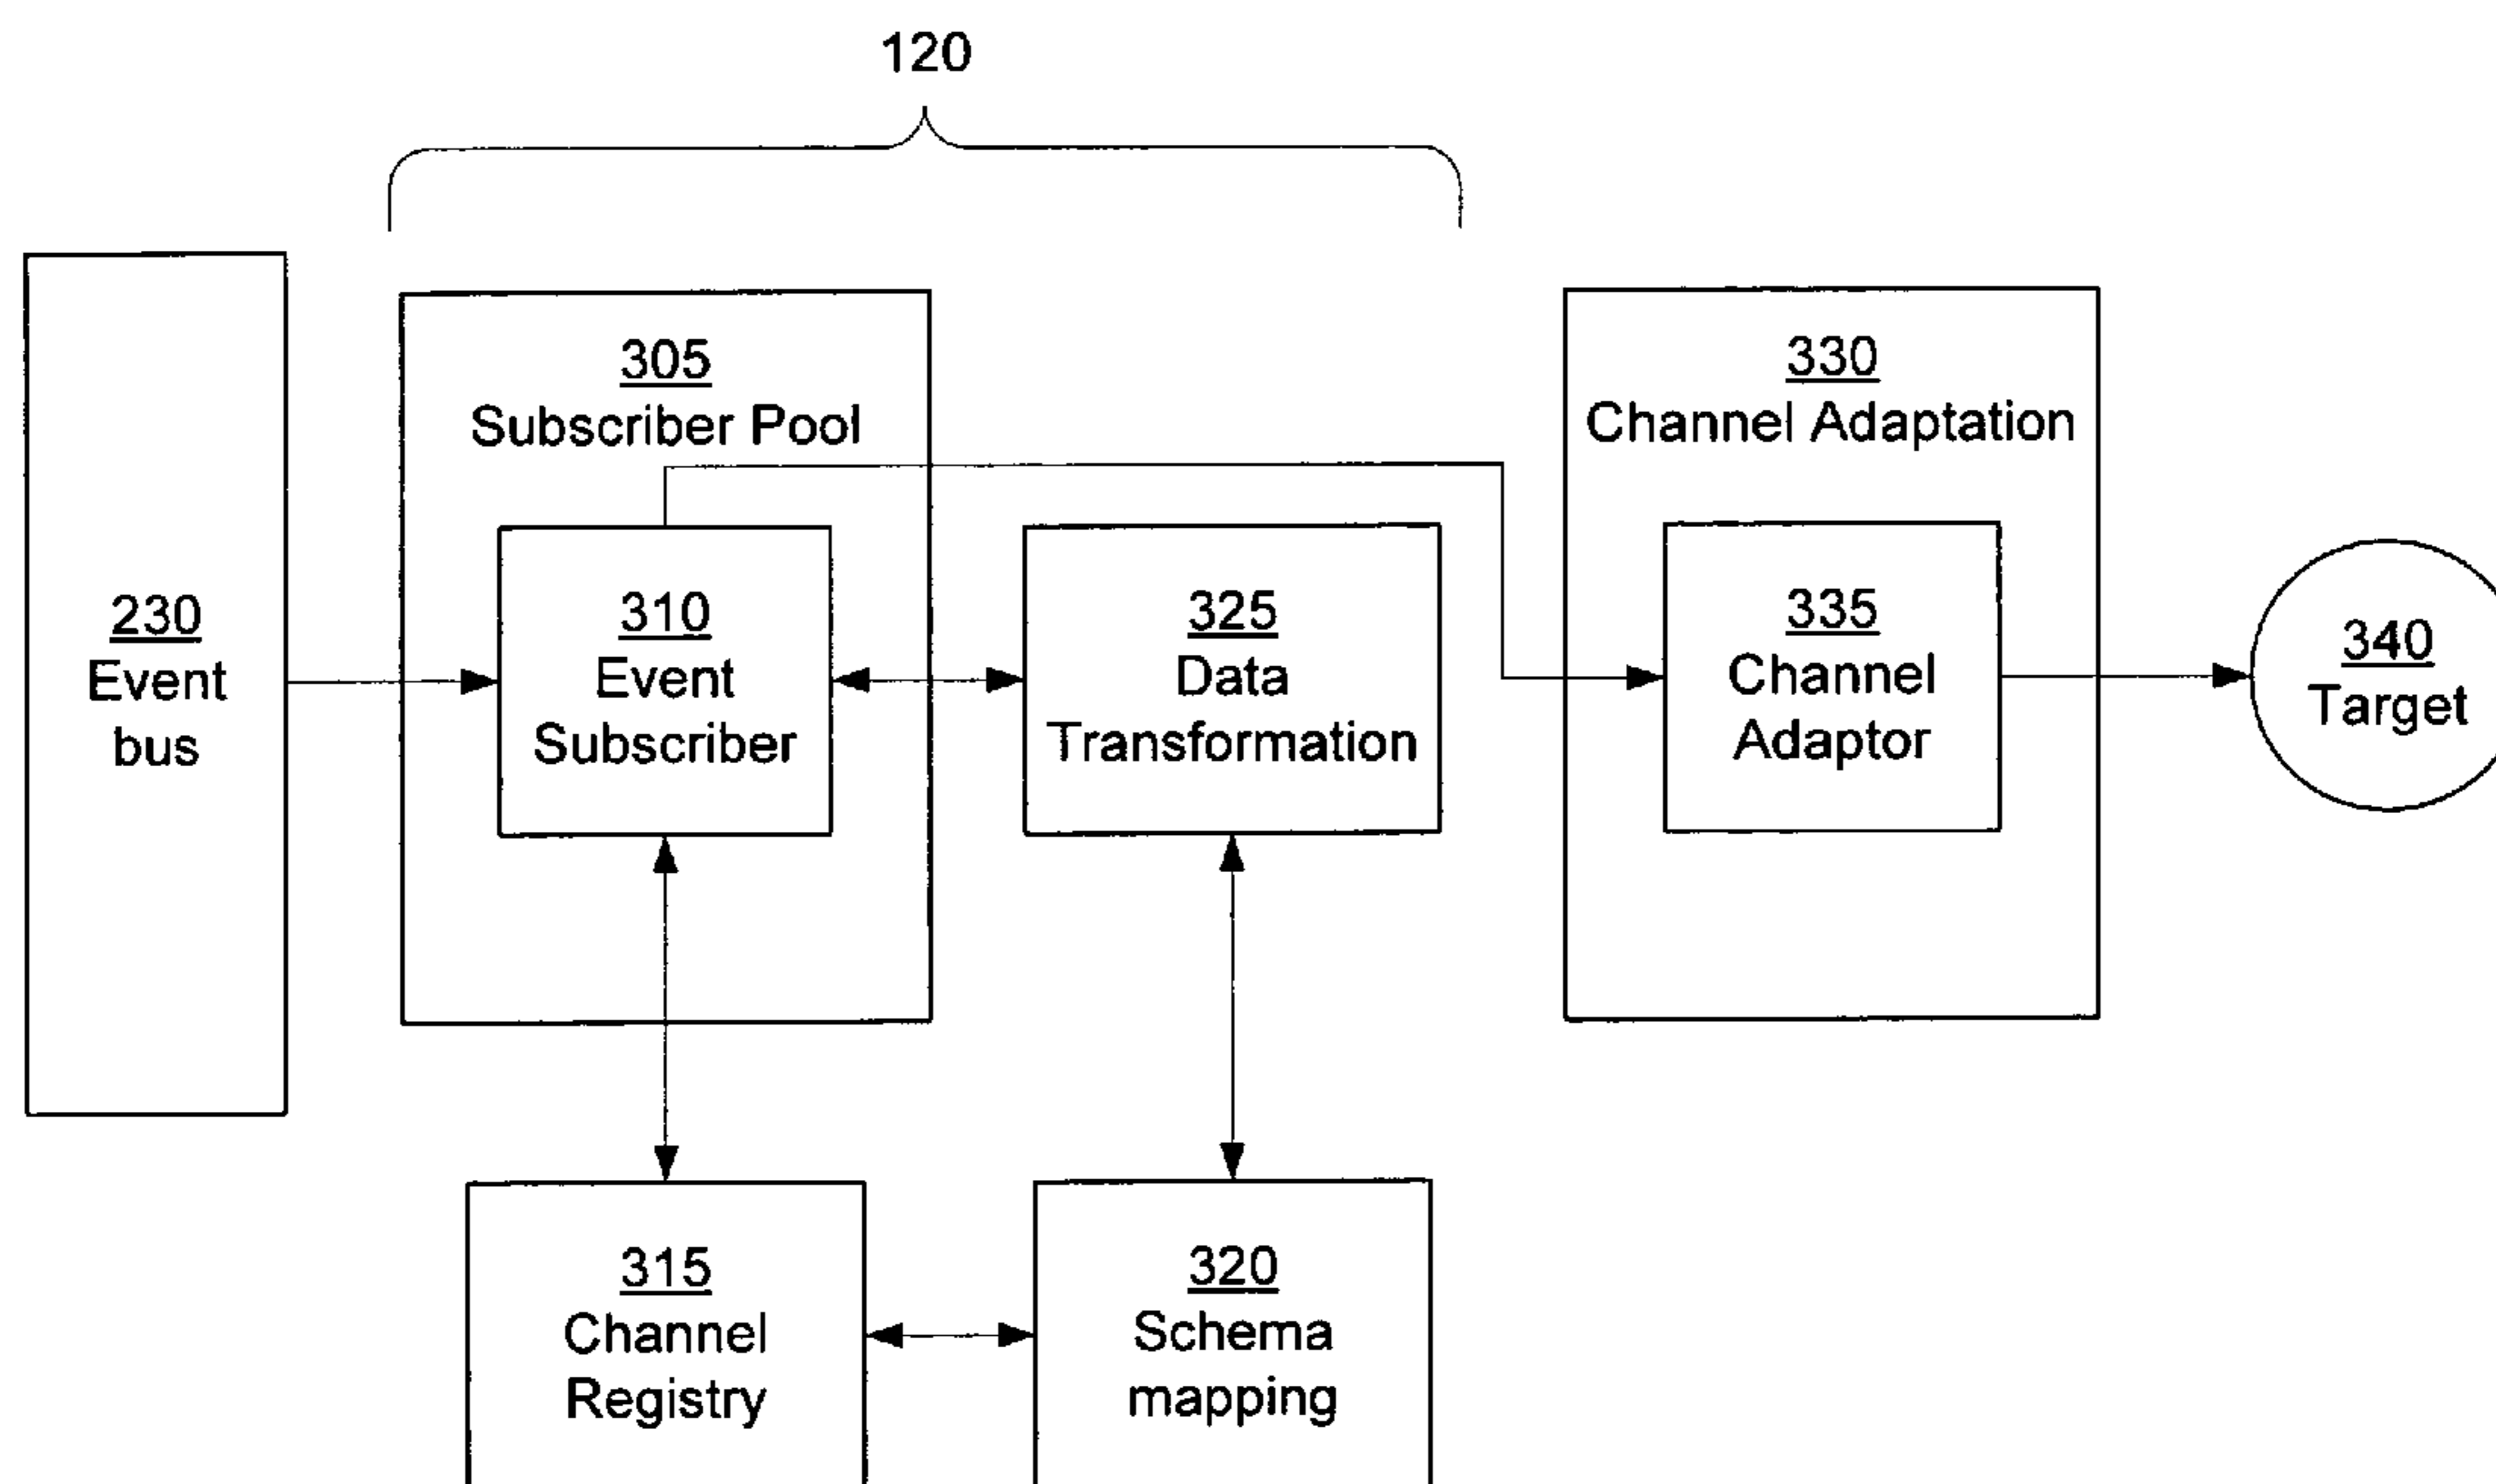 120
230
Event
bus
305
Subscriber Pool
310
Event
Subscriber
325
Data
Transformation
330
Channel Adaptation
335
Channel
Adaptor
340
Target
315
Channel
Registry
320
Schema
mapping